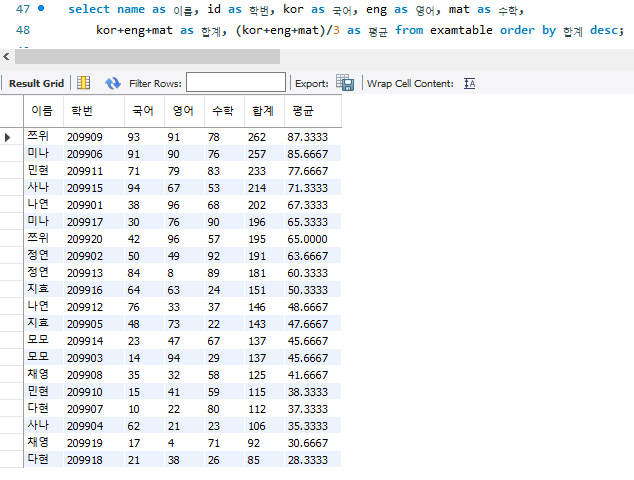 47 select name as 이름, id as 학번, kor as 국어, eng as 영어, mat as 수학,
48 kor+eng+mat as 합계, (kor+eng+mat)/3 as 평균 from examtable order by 합계 desc;
Result Grid Filter Rows: Export: Wrap Cell Content: IA
이름 학번 국어 영어 수학 합계 평균
쯔위 209909 93 91 78 262 87.3333
미나 209906 91 90 76 257 85.6667
민현 209911 71 79 83 233 77.6667
사나 209915 94 67 53 214 71.3333
나연 209901 38 96 68 202 67.3333
미나 209917 30 76 90 196 65.3333
쯔위 209920 42 96 57 195 65.0000
정연 209902 50 49 92 191 63.6667
정연 209913 84 8 89 181 60.3333
지효 209916 64 63 24 151 50.3333
나연 209912 76 33 37 146 48.6667
지효 209905 48 73 22 143 47.6667
모모 209914 23 47 67 137 45.6667
모모 209903 14 94 29 137 45.6667
채영 209908 35 32 58 125 41.6667
민현 209910 15 41 59 115 38.3333
다현 209907 10 22 80 112 37.3333
사나 209904 62 21 23 106 35.3333
채영 209919 17 4 71 92 30.6667
다현 209918 21 38 26 85 28.3333